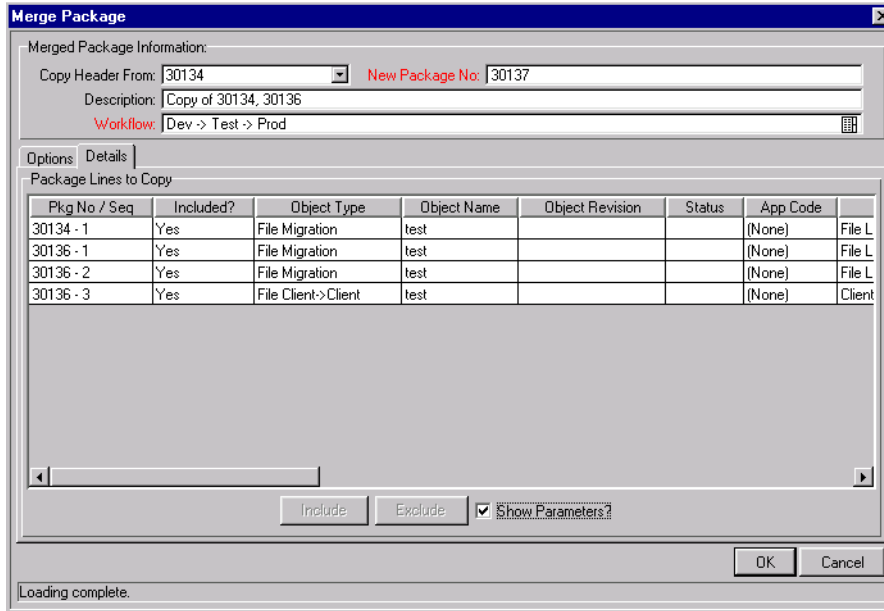 Merge Package
Merged Package Information:
Copy Header From: 30134 New Package No: 30137
Description: Copy of 30134, 30136
Workflow: Dev -> Test -> Prod
Options Details
Package Lines to Copy
Pkg No / Seq Included? Object Type Object Name Object Revision Status App Code
30134 - 1 Yes File Migration test (None) File L
30136 - 1 Yes File Migration test (None) File L
30136 - 2 Yes File Migration test (None) File L
30136 - 3 Yes File Client->Client test (None) Client
Include Exclude Show Parameters?
OK Cancel
Loading complete.